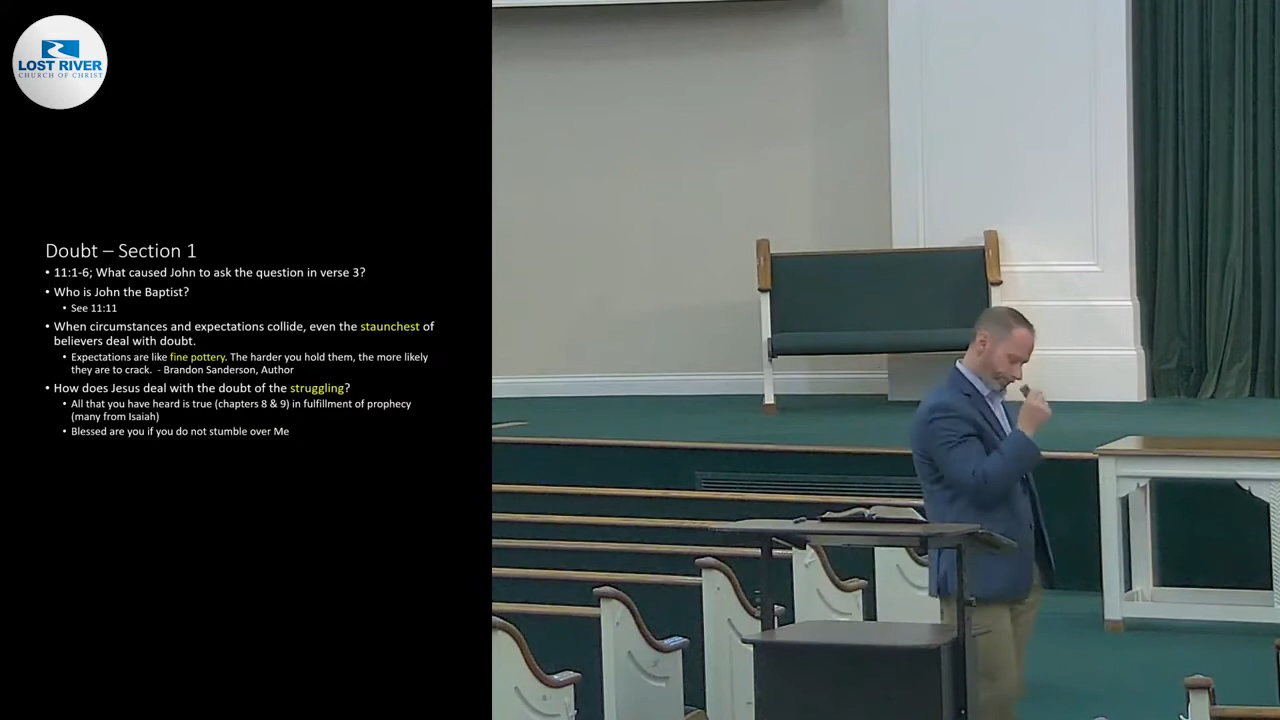 LOST RIVER
CHURCH OF CHRIST
Doubt – Section 1
• 11:1-6; What caused John to ask the question in verse 3?
• Who is John the Baptist?
• See 11:11
• When circumstances and expectations collide, even the staunchest of
believers deal with doubt.
• Expectations are like fine pottery. The harder you hold them, the more likely
they are to crack.  - Brandon Sanderson, Author
• How does Jesus deal with the doubt of the struggling?
• All that you have heard is true (chapters 8 & 9) in fulfillment of prophecy
(many from Isaiah)
• Blessed are you if you do not stumble over Me